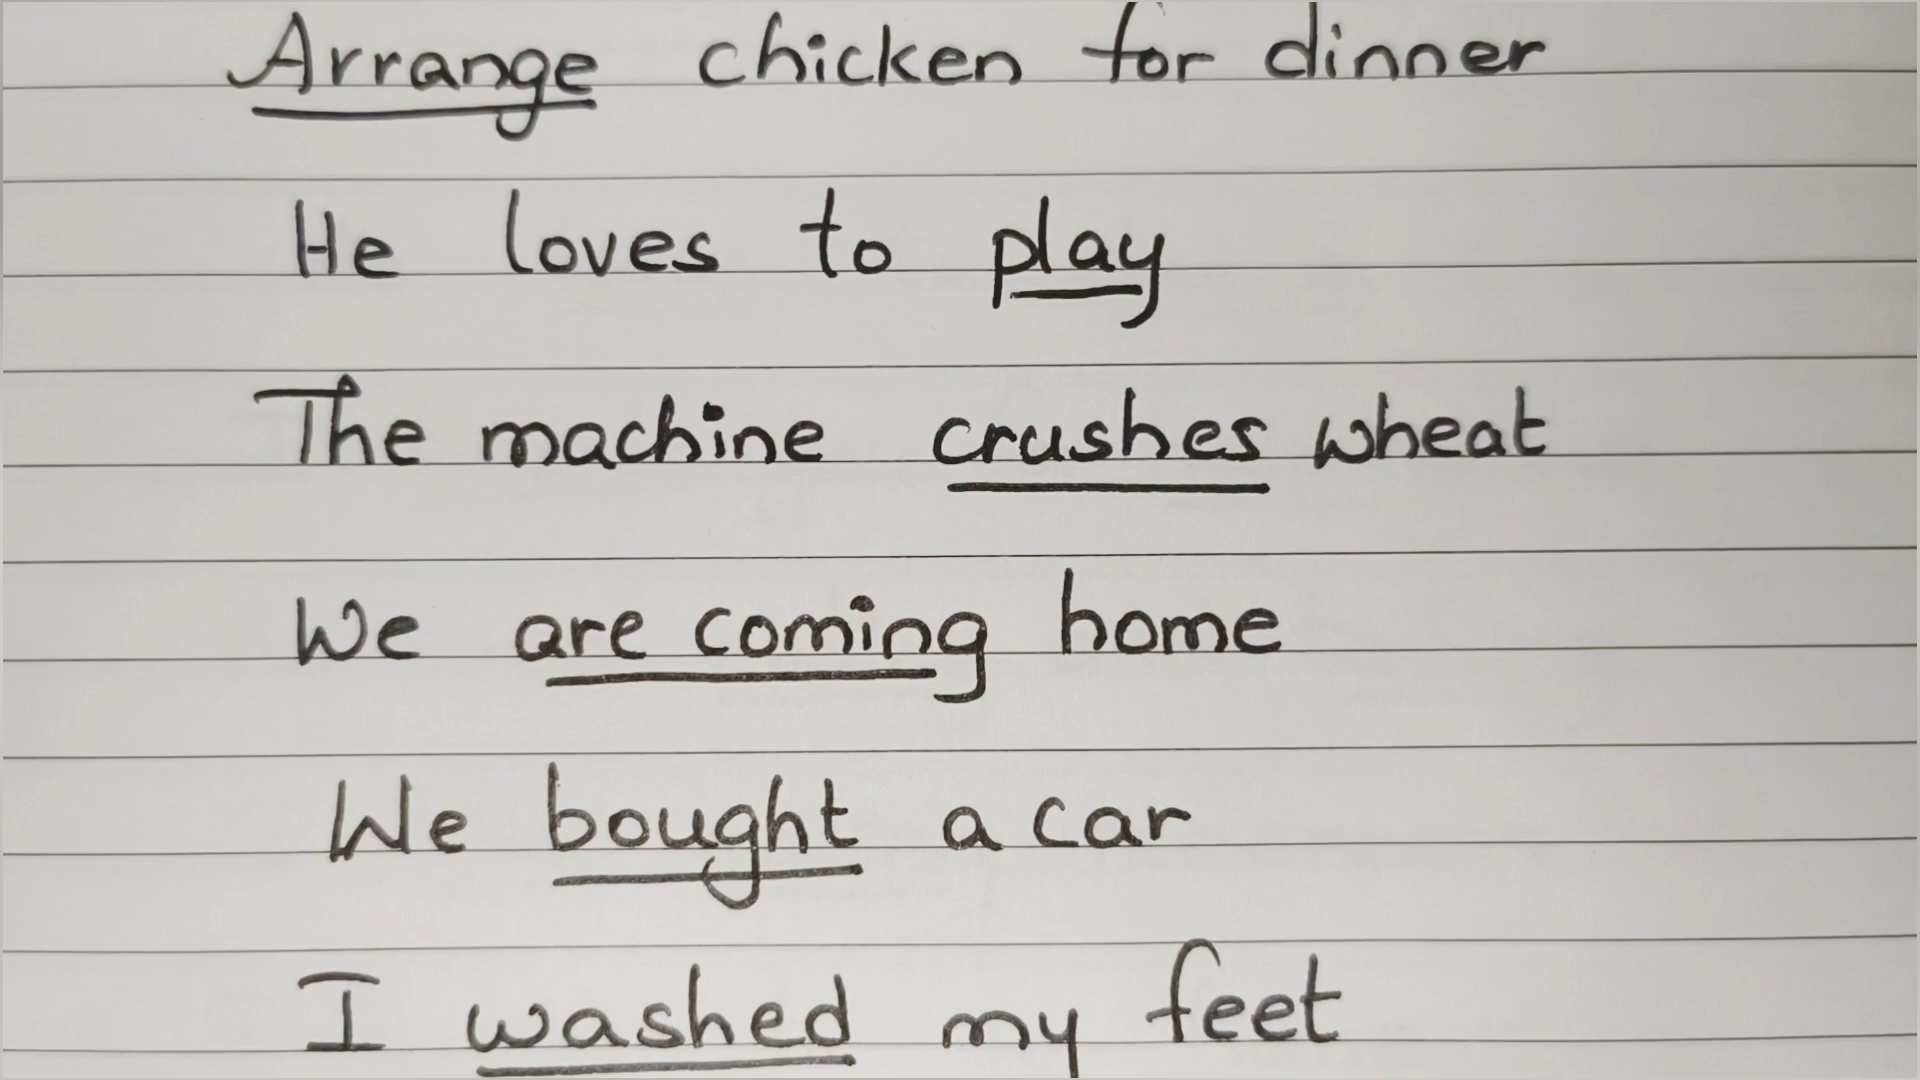 Arrange chicken for dinner
He loves to play
The machine crushes wheat
We are coming home
We bought a car
I washed my feet